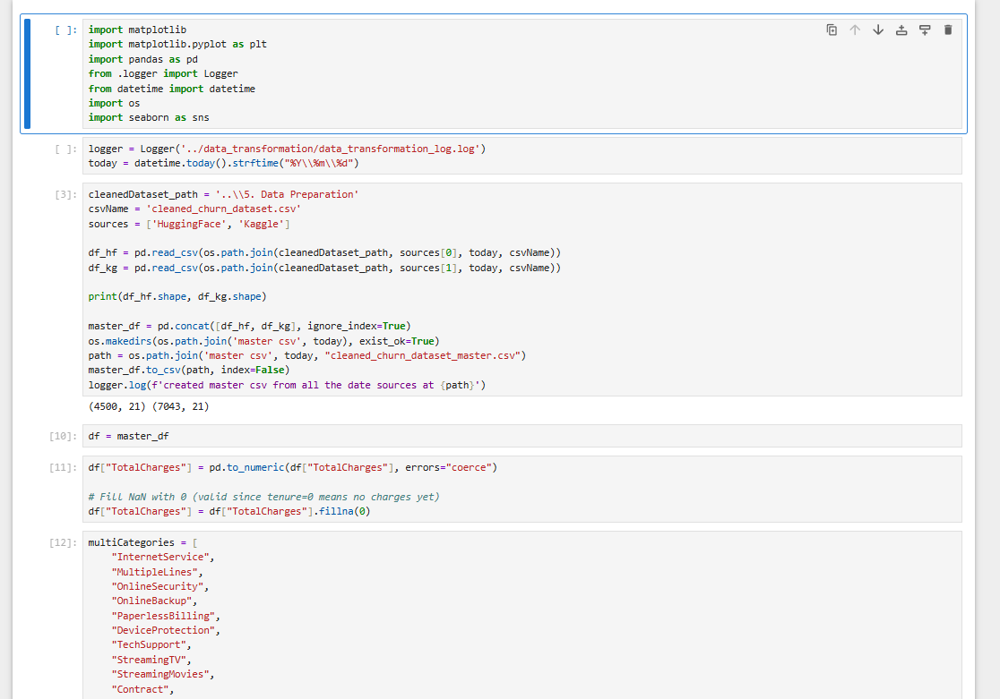 [ ]: import matplotlib
import matplotlib.pyplot as plt
import pandas as pd
from .logger import Logger
from datetime import datetime
import os
import seaborn as sns
[ ]: logger = Logger('../data_transformation/data_transformation_log.log')
today = datetime.today().strftime("%Y\\%m\\%d")
[3]: cleanedDataset_path = '..\\5. Data Preparation'
csvName = 'cleaned_churn_dataset.csv'
sources = ['HuggingFace', 'Kaggle']
df_hf = pd.read_csv(os.path.join(cleanedDataset_path, sources[0], today, csvName))
df_kg = pd.read_csv(os.path.join(cleanedDataset_path, sources[1], today, csvName))
print(df_hf.shape, df_kg.shape)
master_df = pd.concat([df_hf, df_kg], ignore_index=True)
os.makedirs(os.path.join('master csv', today), exist_ok=True)
path = os.path.join('master csv', today, "cleaned_churn_dataset_master.csv")
master_df.to_csv(path, index=False)
logger.log(f'created master csv from all the date sources at {path}')
(4500, 21) (7043, 21)
[10]: df = master_df
[11]: df["TotalCharges"] = pd.to_numeric(df["TotalCharges"], errors="coerce")
# Fill NaN with 0 (valid since tenure=0 means no charges yet)
df["TotalCharges"] = df["TotalCharges"].fillna(0)
[12]: multiCategories = [
"InternetService",
"MultipleLines",
"OnlineSecurity",
"OnlineBackup",
"PaperlessBilling",
"DeviceProtection",
"TechSupport",
"StreamingTV",
"StreamingMovies",
"Contract",